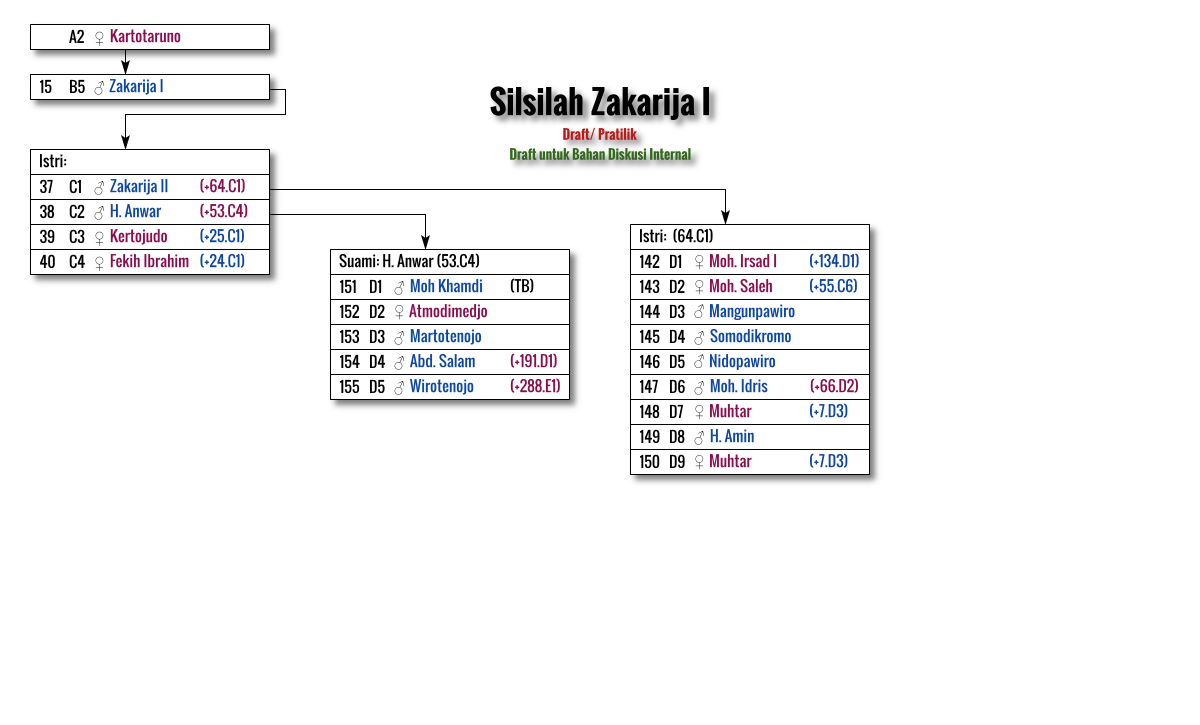 A2 ♀ Kartotaruno
15 B5 ♂ Zakarija I
Silsilah Zakarija I
Draft/ Pratilik
Draft untuk Bahan Diskusi Internal
Istri:
37 C1 ♂ Zakarija II (+64.C1)
38 C2 ♂ H. Anwar (+53.C4)
39 C3 ♀ Kertojudo (+25.C1)
40 C4 ♀ Fekih Ibrahim (+24.C1)
Suami: H. Anwar (53.C4)
151 D1 ♂ Moh Khamdi (TB)
152 D2 ♀ Atmodimedjo
153 D3 ♂ Martotenojo
154 D4 ♂ Abd. Salam (+191.D1)
155 D5 ♂ Wirotenojo (+288.E1)
Istri: (64.C1)
142 D1 ♀ Moh. Irsad I (+134.D1)
143 D2 ♀ Moh. Saleh (+55.C6)
144 D3 ♂ Mangunpawiro
145 D4 ♂ Somodikromo
146 D5 ♂ Nidopawiro
147 D6 ♂ Moh. Idris (+66.D2)
148 D7 ♀ Muhtar (+7.D3)
149 D8 ♂ H. Amin
150 D9 ♀ Muhtar (+7.D3)